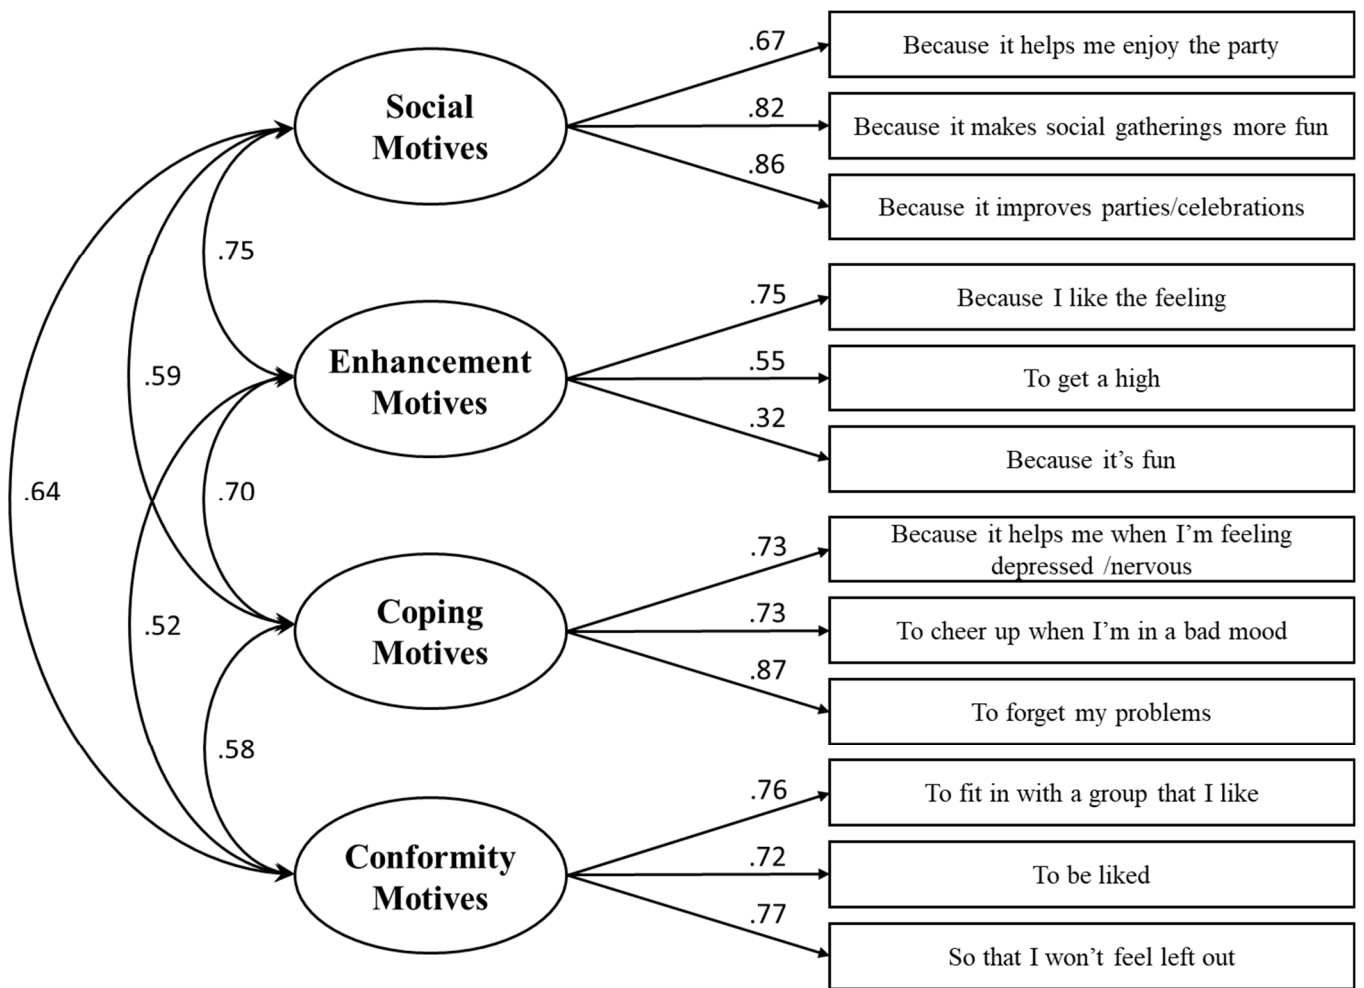 Social
Motives
.67
Because it helps me enjoy the party
.82
Because it makes social gatherings more fun
.86
Because it improves parties/celebrations
.75
Enhancement
Motives
.75
Because I like the feeling
.55
To get a high
.32
Because it's fun
.59
.64
.70
Coping
Motives
.73
Because it helps me when I'm feeling
depressed /nervous
.73
To cheer up when I'm in a bad mood
.87
To forget my problems
.52
.58
Conformity
Motives
.76
To fit in with a group that I like
.72
To be liked
.77
So that I won't feel left out